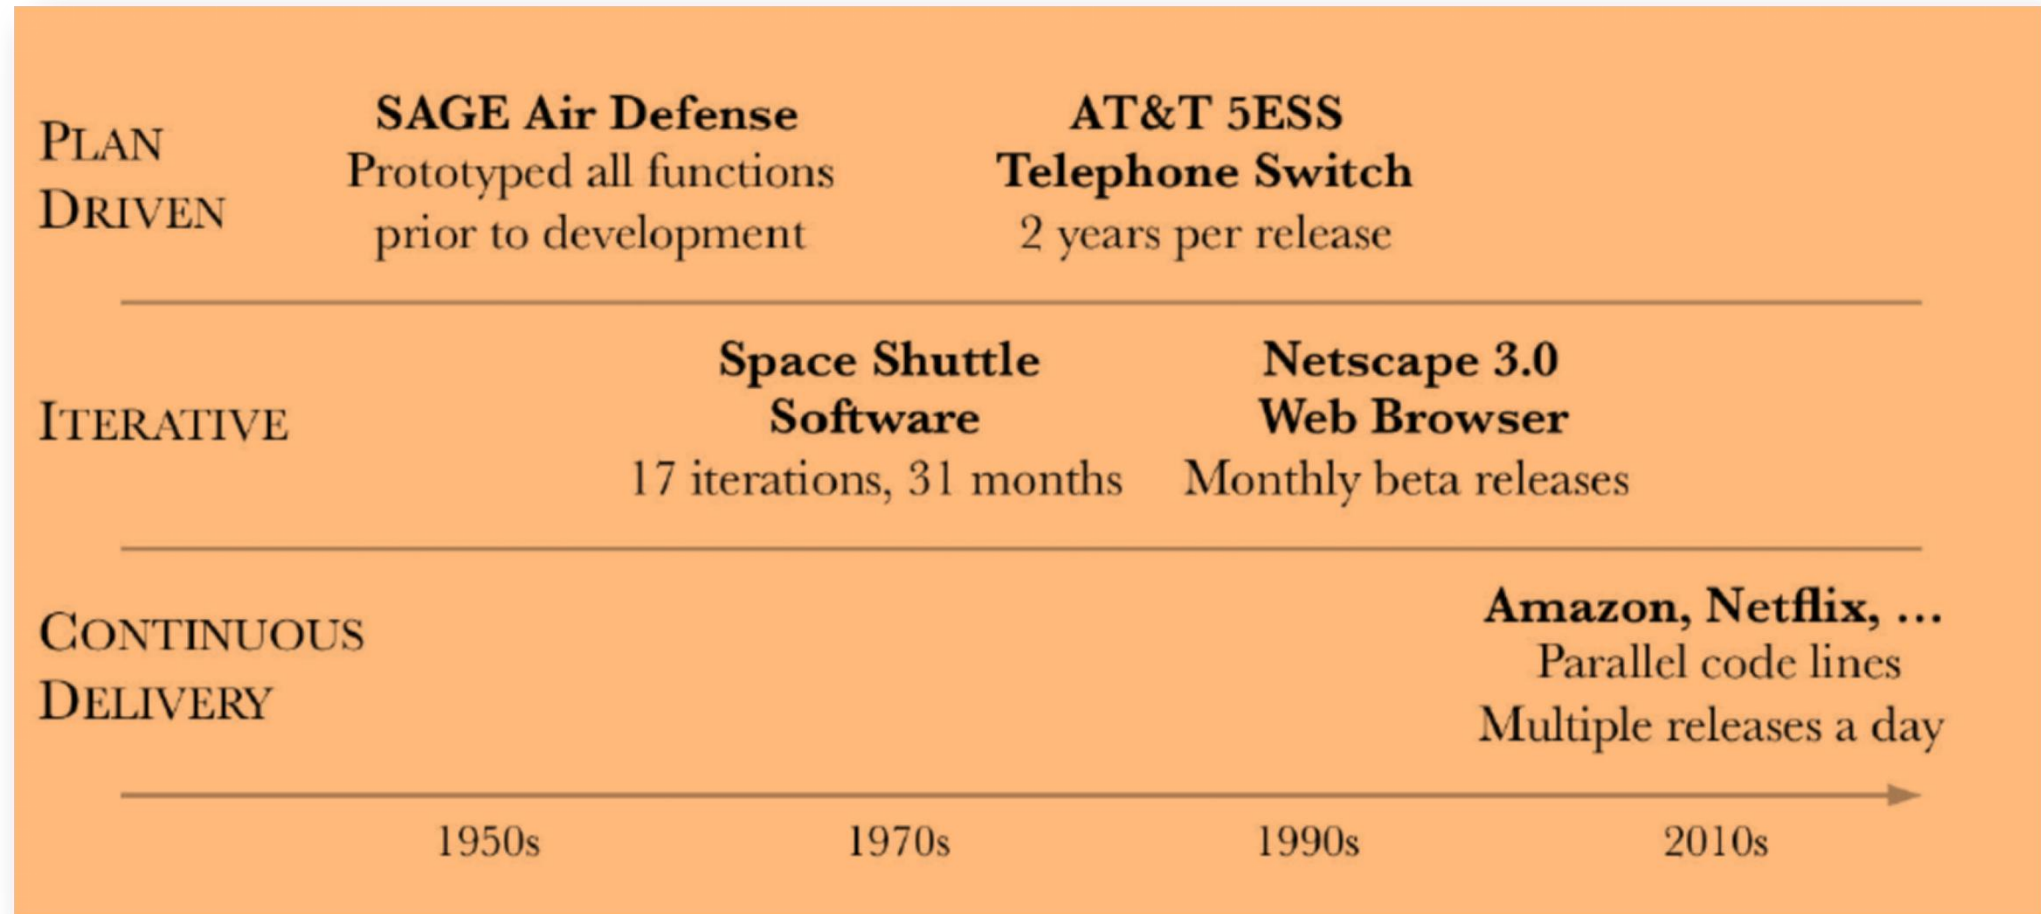 PLAN
DRIVEN
SAGE Air Defense
Prototyped all functions
prior to development
AT&T 5ESS
Telephone Switch
2 years per release
ITERATIVE
Space Shuttle
Software
17 iterations, 31 months
Netscape 3.0
Web Browser
Monthly beta releases
CONTINUOUS
DELIVERY
Amazon, Netflix, ...
Parallel code lines
Multiple releases a day
1950s
1970s
1990s
2010s